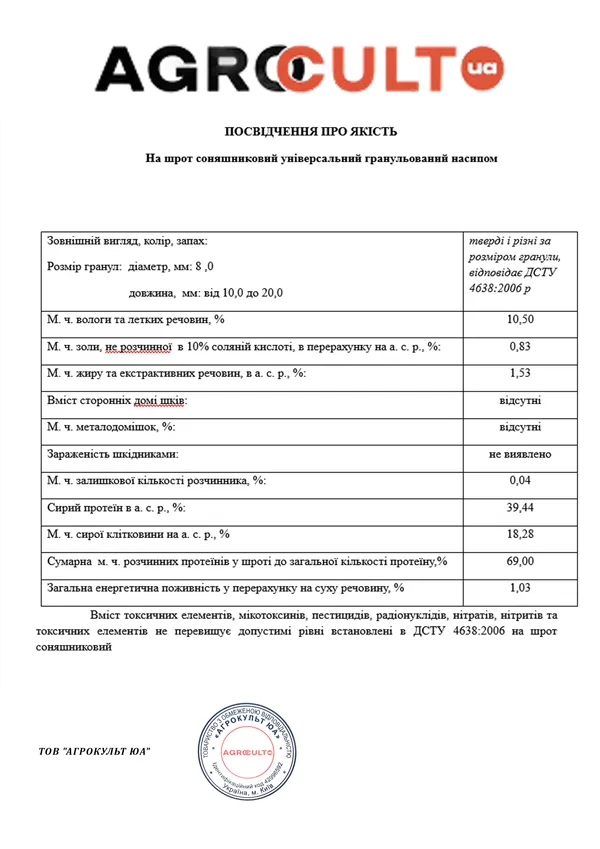 AGROCULT ua
ПОСВІДЧЕННЯ ПРО ЯКІСТЬ
На шрот соняшниковий універсальний гранульований насипом
Зовнішній вигляд, колір, запах:
Розмір гранул: діаметр, мм: 8 ,0
довжина, мм: від 10,0 до 20,0
тверді і різні за
розміром гранули,
відповідає ДСТУ
4638:2006 р
М. ч. вологи та летких речовин, % 10,50
М. ч. золи, не розчинної в 10% соляній кислоті, в перерахунку на а. с. р., %: 0,83
М. ч. жиру та екстрактивних речовин, в а. с. р., %: 1,53
Вміст сторонніх домі шків: відсутні
М. ч. металодомішок, %: відсутні
Зараженість шкідниками: не виявлено
М. ч. залишкової кількості розчинника, %: 0,04
Сирий протеїн в а. с. р., %: 39,44
М. ч. сирої клітковини на а. с. р., % 18,28
Сумарна м. ч. розчинних протеїнів у шроті до загальної кількості протеїну,% 69,00
Загальна енергетична поживність у перерахунку на суху речовину, % 1,03
Вміст токсичних елементів, мікотоксинів, пестицидів, радіонуклідів, нітратів, нітритів та
токсичних елементів не перевищує допустимі рівні встановлені в ДСТУ 4638:2006 на шрот
соняшниковий
ТОВ "АГРОКУЛЬТ ЮА"
ТОВАРИСТВО З ОБМЕЖЕНОЮ ВІДПОВІДАЛЬНІСТЮ
«АГРОКУЛЬТ ЮА»
AGROCULT
Ідентифікаційний код
Україна, м. Київ